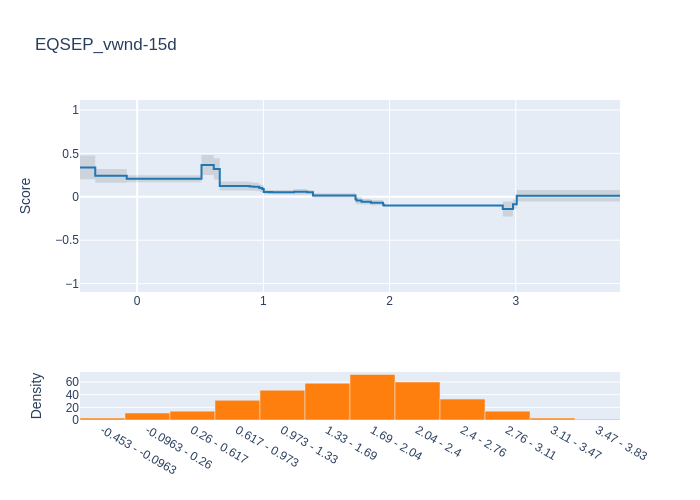 EQSEP_vwnd-15d
Score
1
0.5
0
−0.5
−1
0
1
2
3
Density
60
40
20
0
-0.453 - -0.0963
-0.0963 - 0.26
0.26 - 0.617
0.617 - 0.973
0.973 - 1.33
1.33 - 1.69
1.69 - 2.04
2.04 - 2.4
2.4 - 2.76
2.76 - 3.11
3.11 - 3.47
3.47 - 3.83